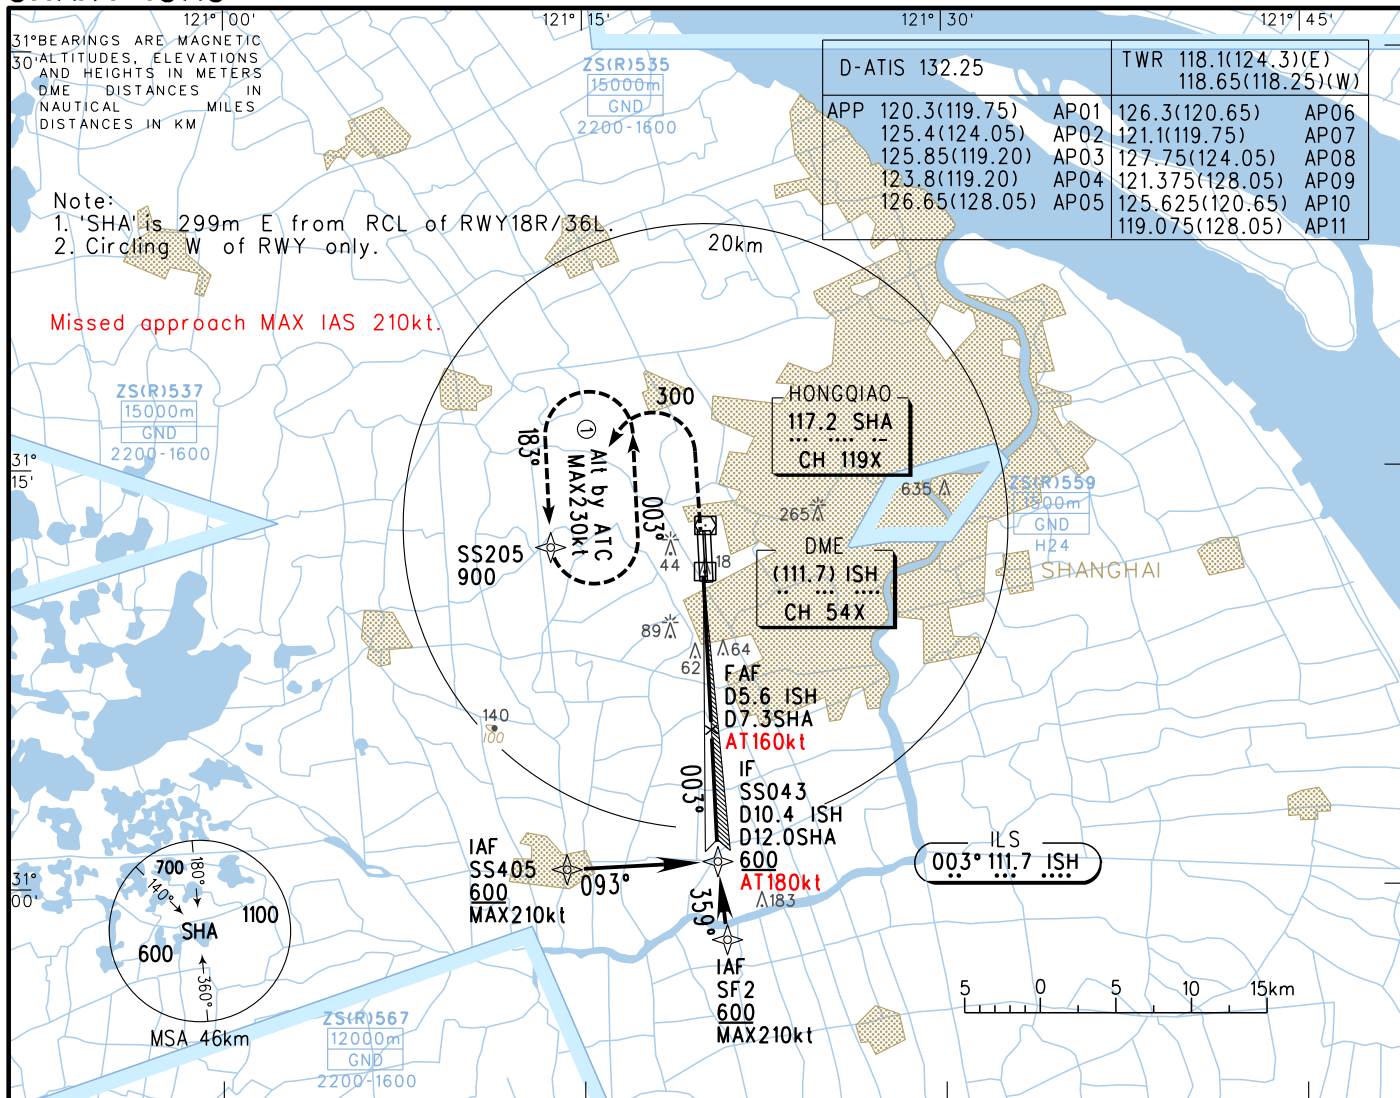 121° 00'
121° 15'
121° 30'
121° 45'
31°
30'
BEARINGS ARE MAGNETIC
ALTITUDES, ELEVATIONS
AND HEIGHTS IN METERS
DME DISTANCES IN
NAUTICAL MILES
DISTANCES IN KM
ZS(R)535
15000m
GND
2200-1600
D-ATIS 132.25
TWR 118.1(124.3)(E)
118.65(118.25)(W)
APP 120.3(119.75) AP01 126.3(120.65) AP06
125.4(124.05) AP02 121.1(119.75) AP07
125.85(119.20) AP03 127.75(124.05) AP08
123.8(119.20) AP04 121.375(128.05) AP09
126.65(128.05) AP05 125.625(120.65) AP10
119.075(128.05) AP11
Note:
1. 'SHA' is 299m E from RCL of RWY18R/36L.
2. Circling W of RWY only.
20km
Missed approach MAX IAS 210kt.
ZS(R)537
15000m
GND
2200-1600
300
HONGQIAO
117.2 SHA
CH 119X
183°
①
Alt by ATC
MAX230kt
003°
31°
15'
635
ZS(R)559
1500m
GND
H24
265
SS205
900
44
18
DME
(111.7) ISH
CH 54X
SHANGHAI
89
62
64
FAF
D5.6 ISH
D7.3SHA
AT160kt
140
100
003°
IF
SS043
D10.4 ISH
D12.0SHA
600
AT180kt
ILS
003° 111.7 ISH
IAF
SS405
600
MAX210kt
093°
359°
183
31°
00'
700
180°
140°
1100
SHA
600
360°
MSA 46km
IAF
SF2
600
MAX210kt
5 0 5 10 15km
ZS(R)567
12000m
GND
2200-1600